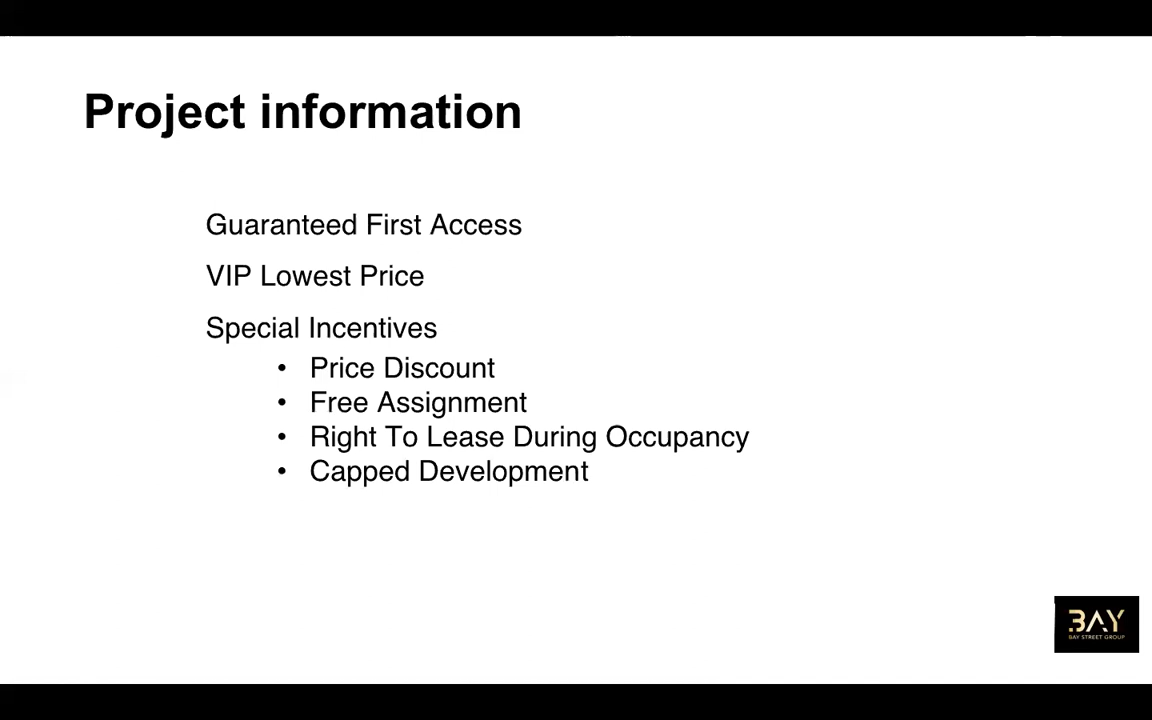 Project information
Guaranteed First Access
VIP Lowest Price
Special Incentives
• Price Discount
• Free Assignment
• Right To Lease During Occupancy
• Capped Development
BAY
BAY STREET GROUP